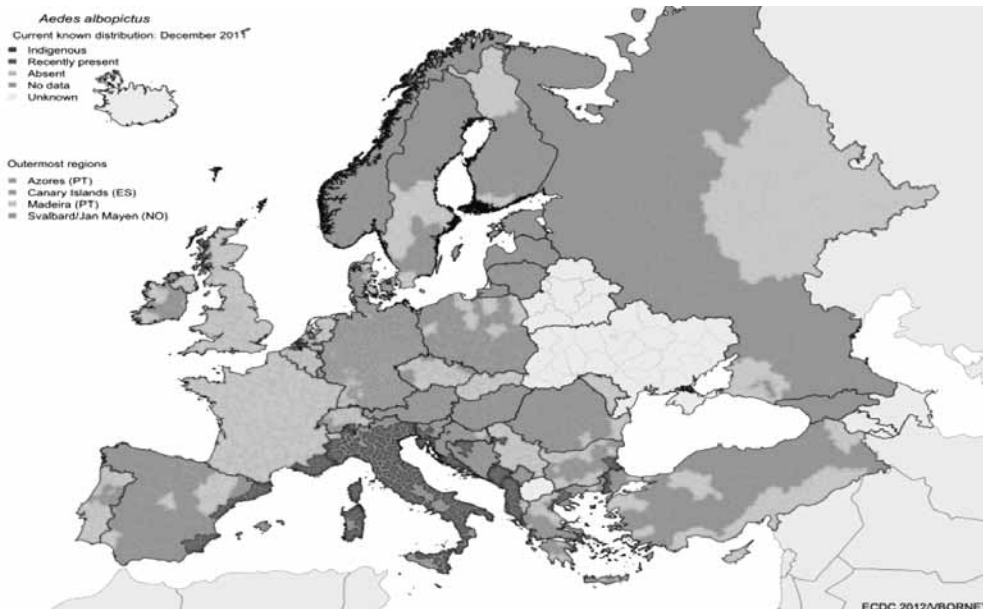 Aedes albopictus
Current known distribution: December 2011
Indigenous
Recently present
Absent
No data
Unknown
Outermost regions
Azores (PT)
Canary Islands (ES)
Madeira (PT)
Svalbard/Jan Mayen (NO)
ECDC 2012/VBORNET